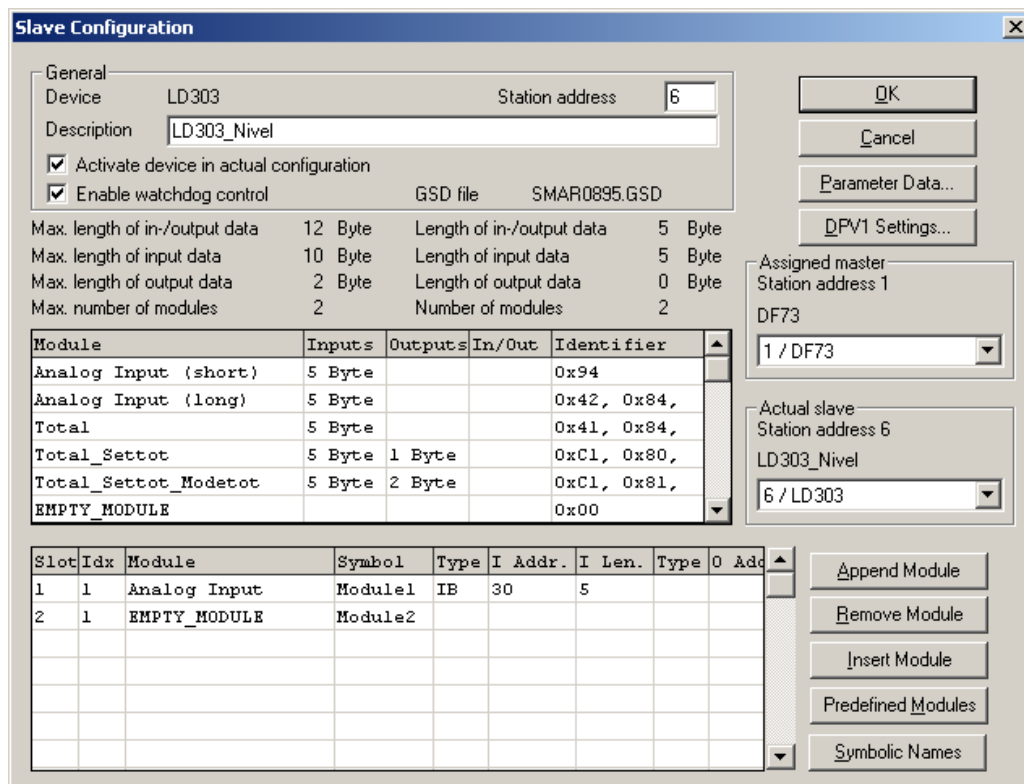 Slave Configuration
General
Device LD303 Station address 6
Description LD303_Nivel
Activate device in actual configuration
Enable watchdog control GSD file SMAR0895.GSD
OK
Cancel
Parameter Data...
DPV1 Settings...
Max. length of in-/output data 12 Byte Length of in-/output data 5 Byte
Max. length of input data 10 Byte Length of input data 5 Byte
Max. length of output data 2 Byte Length of output data 0 Byte
Max. number of modules 2 Number of modules 2
Assigned master
Station address 1
DF73
1 / DF73
Module Inputs Outputs In/Out Identifier
Analog Input (short) 5 Byte 0x94
Analog Input (long) 5 Byte 0x42, 0x84,
Total 5 Byte 0x41, 0x84,
Total_Settot 5 Byte 1 Byte 0xC1, 0x80,
Total_Settot_Modetot 5 Byte 2 Byte 0xC1, 0x81,
EMPTY_MODULE 0x00
Actual slave
Station address 6
LD303_Nivel
6 / LD303
Slot Idx Module Symbol Type I Addr. I Len. Type O Add
1 1 Analog Input Module1 IB 30 5
2 1 EMPTY_MODULE Module2
Append Module
Remove Module
Insert Module
Predefined Modules
Symbolic Names